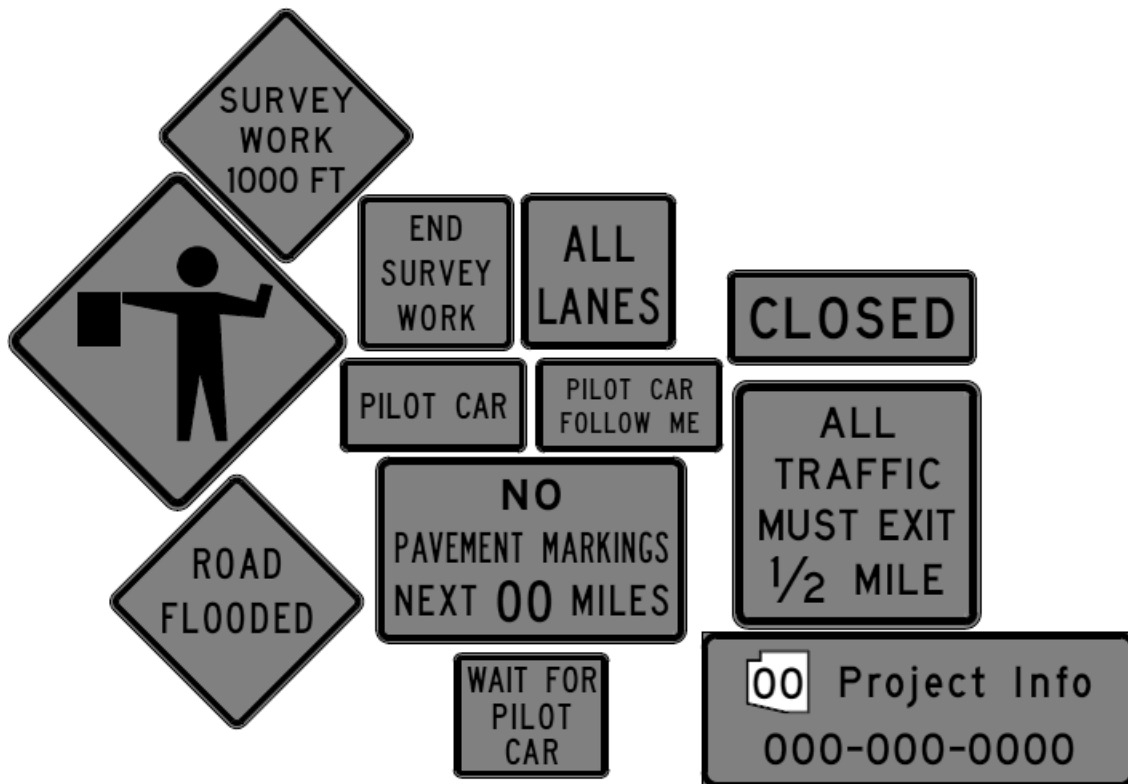 SURVEY
WORK
1000 FT
END
SURVEY
WORK
ALL
LANES
CLOSED
PILOT CAR
PILOT CAR
FOLLOW ME
ALL
TRAFFIC
MUST EXIT
1/2 MILE
NO
PAVEMENT MARKINGS
NEXT 00 MILES
ROAD
FLOODED
WAIT FOR
PILOT
CAR
00 Project Info
000-000-0000